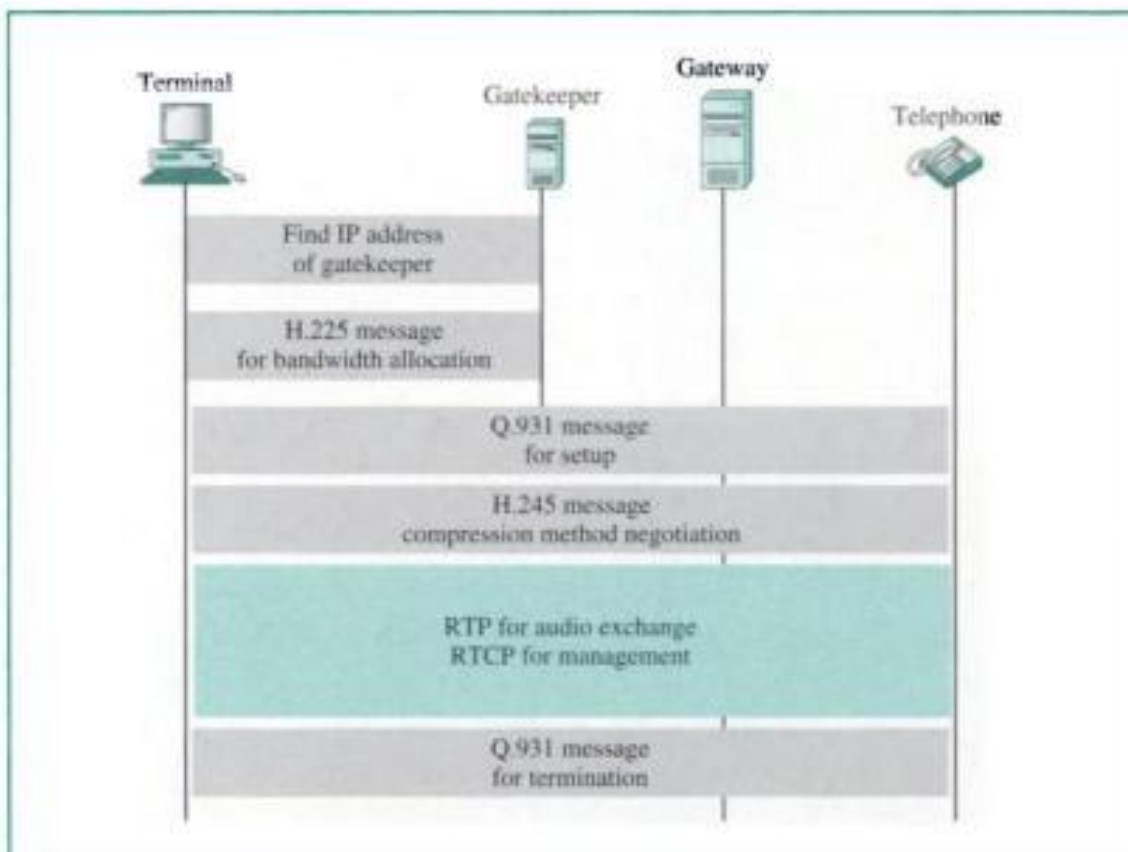 Terminal
Gatekeeper
Gateway
Telephone
Find IP address
of gatekeeper
H.225 message
for bandwidth allocation
Q.931 message
for setup
H.245 message
compression method negotiation
RTP for audio exchange
RTCP for management
Q.931 message
for termination